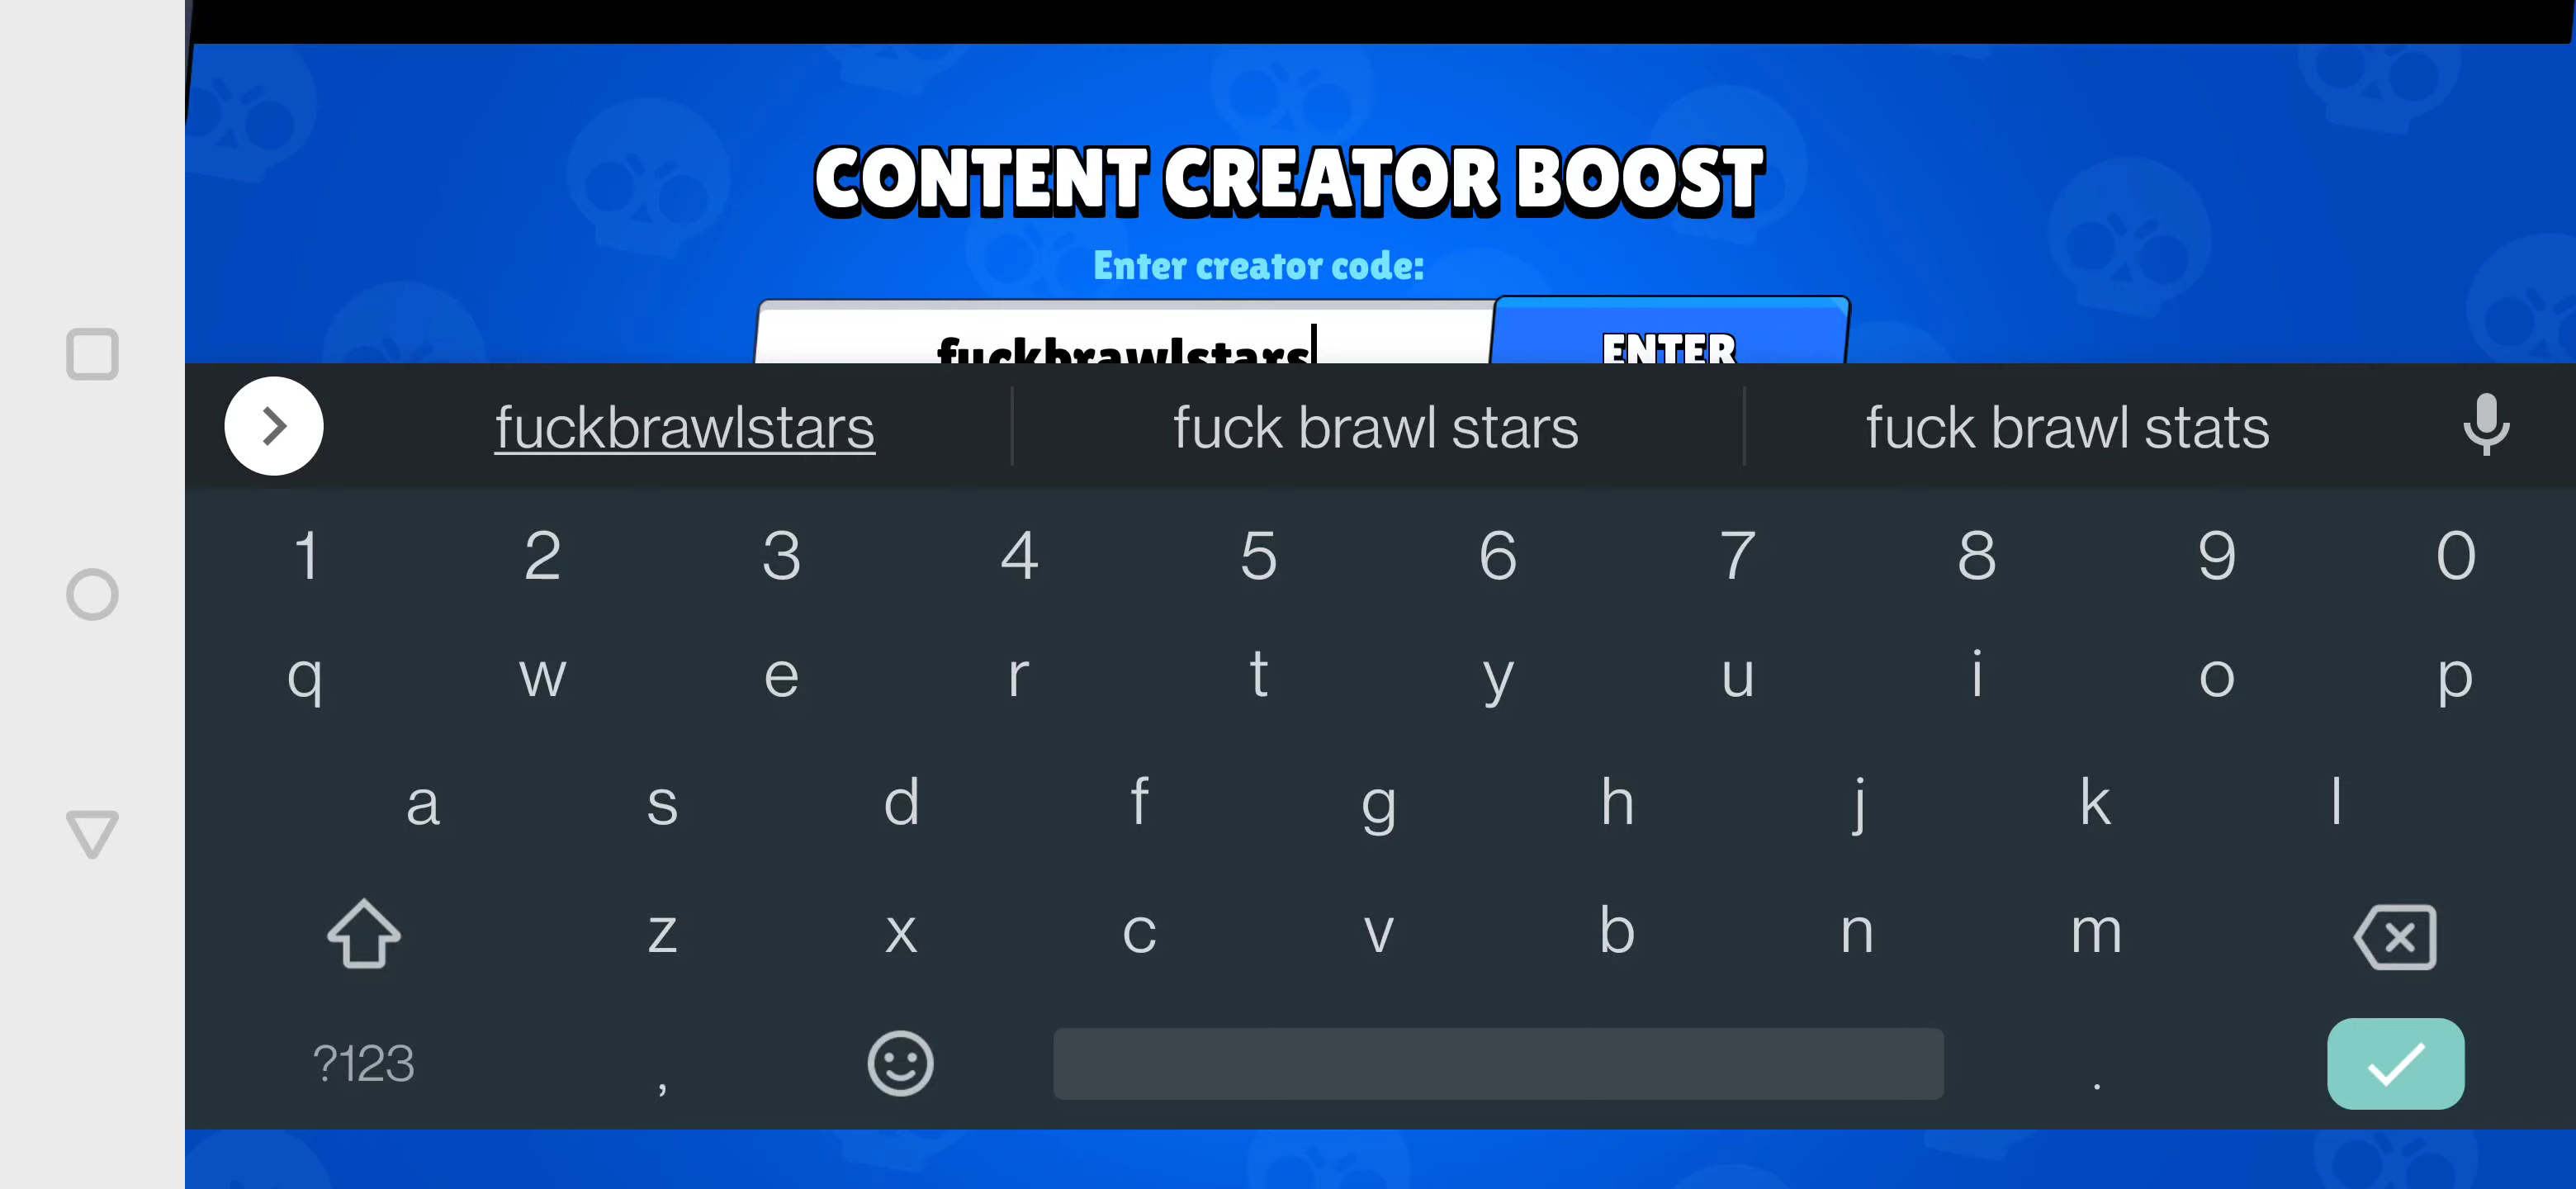 CONTENT CREATOR BOOST
Enter creator code:
fuckbrawlstars ENTER
fuckbrawlstars fuck brawl stars fuck brawl stats
1 2 3 4 5 6 7 8 9 0
q w e r t y u i o p
a s d f g h j k l
z x c v b n m
?123 , .